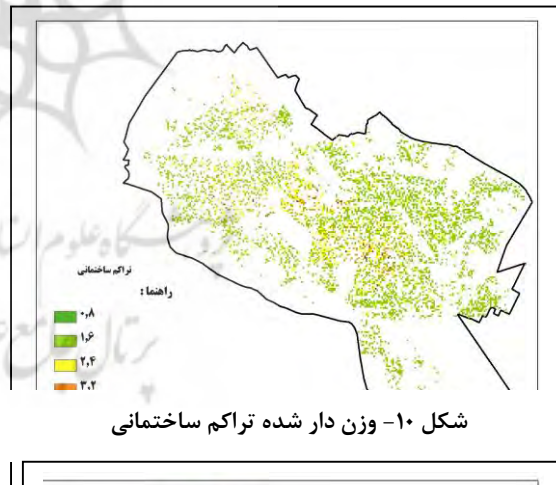 تراکم ساختمانی
راهنما :
۰,۸
۱,۶
۲,۴
۳,۲
شکل ۱۰- وزن دار شده تراکم ساختمانی